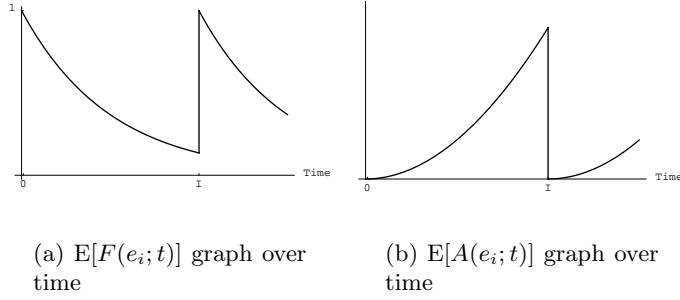 1
Time
0
I
Time
0
I
(a) E[F(e_i; t)] graph over
time
(b) E[A(e_i; t)] graph over
time